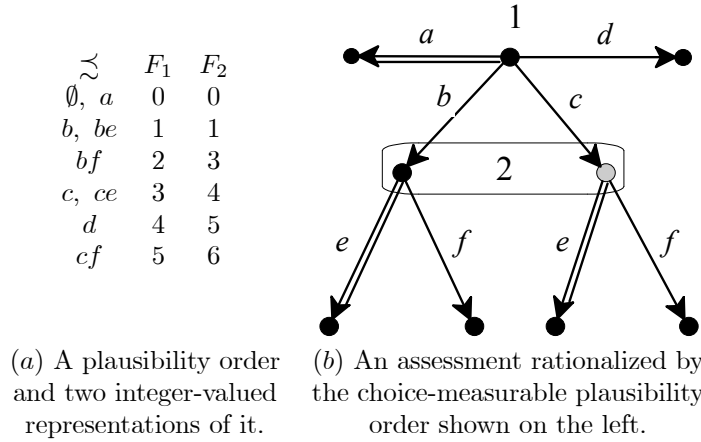 ≾ F₁ F₂
∅, a 0 0
b, be 1 1
bf 2 3
c, ce 3 4
d 4 5
cf 5 6
1
a d
b c
2
e f e f
(a) A plausibility order
and two integer-valued
representations of it.
(b) An assessment rationalized by
the choice-measurable plausibility
order shown on the left.